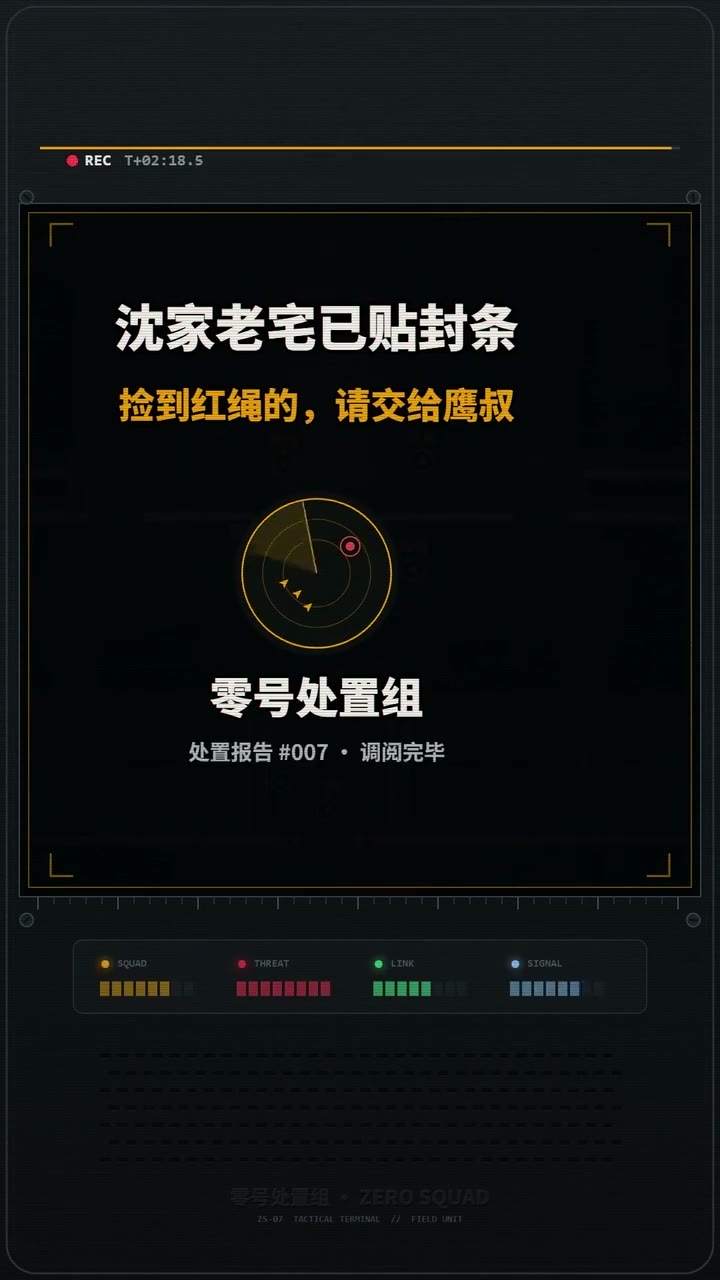 REC T+02:18.5
沈家老宅已贴封条
捡到红绳的，请交给鹰叔
零号处置组
处置报告 #007 · 调阅完毕
SQUAD THREAT LINK SIGNAL
零号处置组 · ZERO SQUAD
ZS-07 TACTICAL TERMINAL // FIELD UNIT